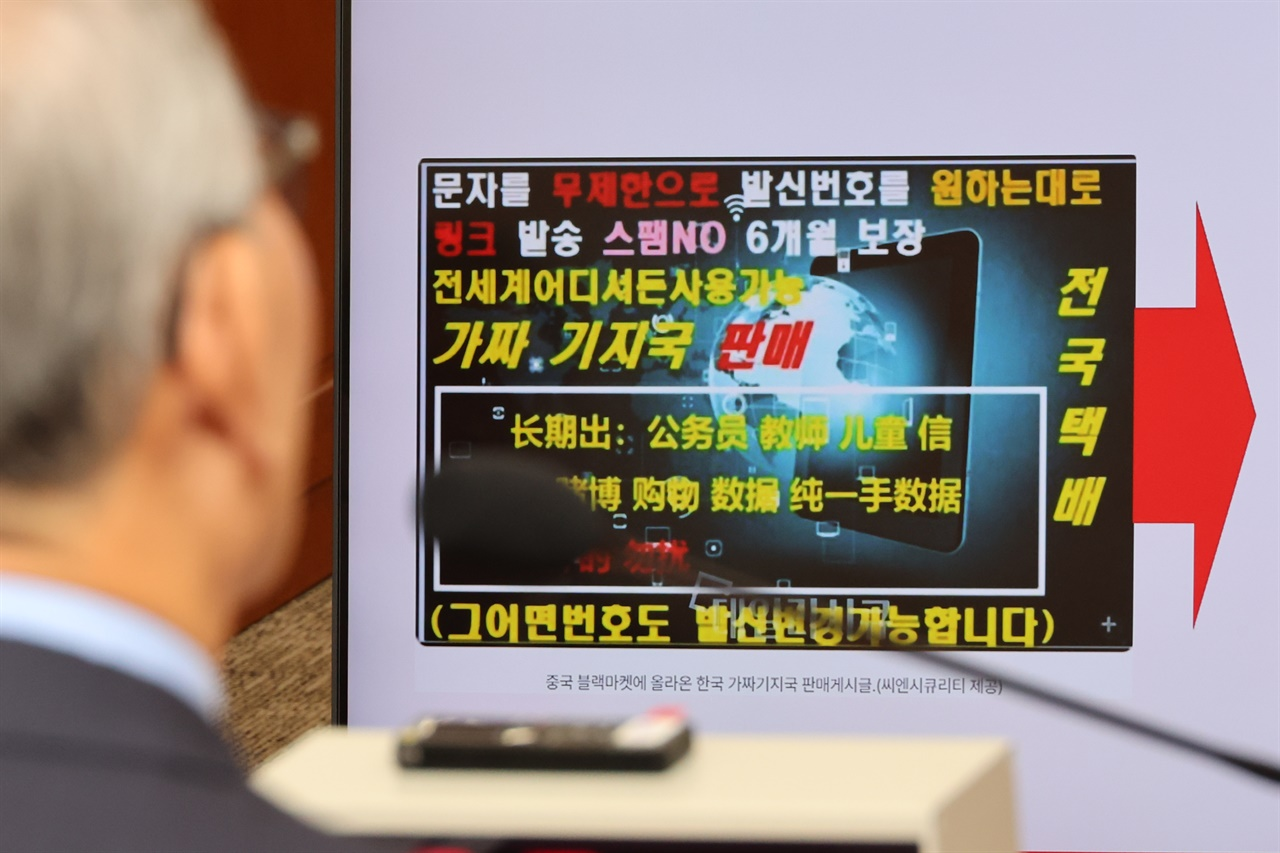 문자를 무제한으로 발신번호를 원하는대로
링크 발송 스팸NO 6개월 보장
전세계어디셔든사용가능
가짜 기지국 판매
전국택배
长期出：公务员 教师 儿童 信
赌博 购物 数据 纯一手数据
的 勿扰
(그어면번호도 발신변경가능합니다)
중국 블랙마켓에 올라온 한국 가짜기지국 판매게시글.(씨엔시큐리티 제공)